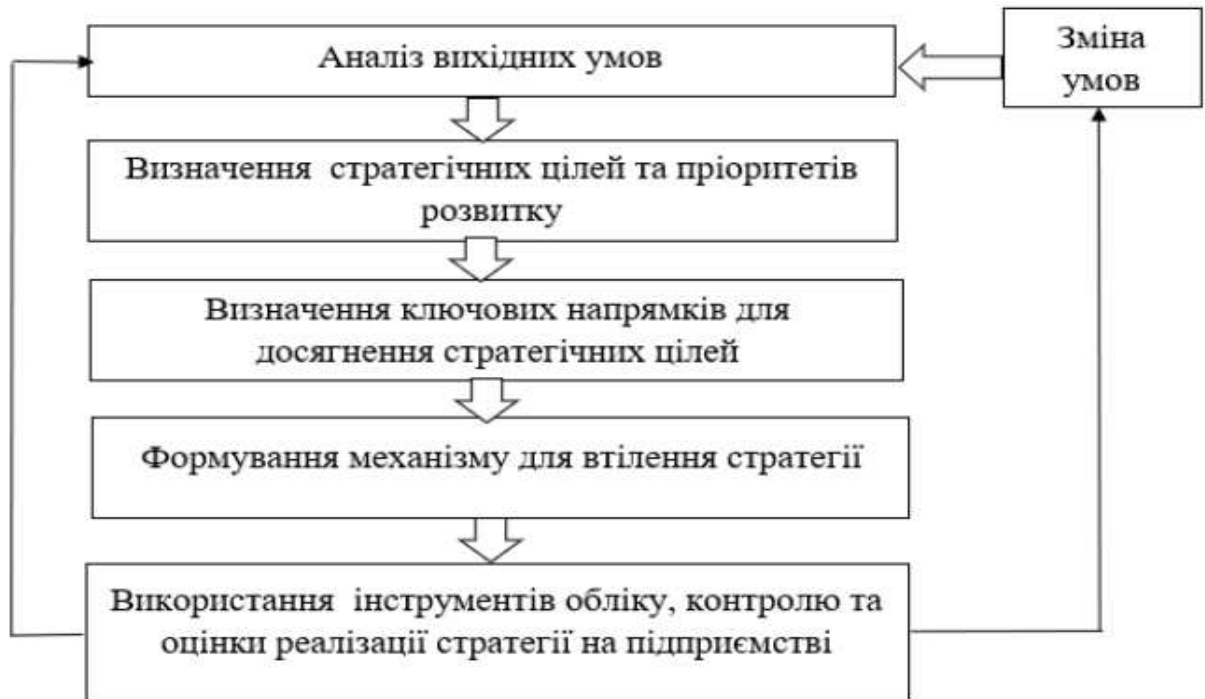 Аналіз вихідних умов
Зміна
умов
Визначення стратегічних цілей та пріоритетів
розвитку
Визначення ключових напрямків для
досягнення стратегічних цілей
Формування механізму для втілення стратегії
Використання інструментів обліку, контролю та
оцінки реалізації стратегії на підприємстві